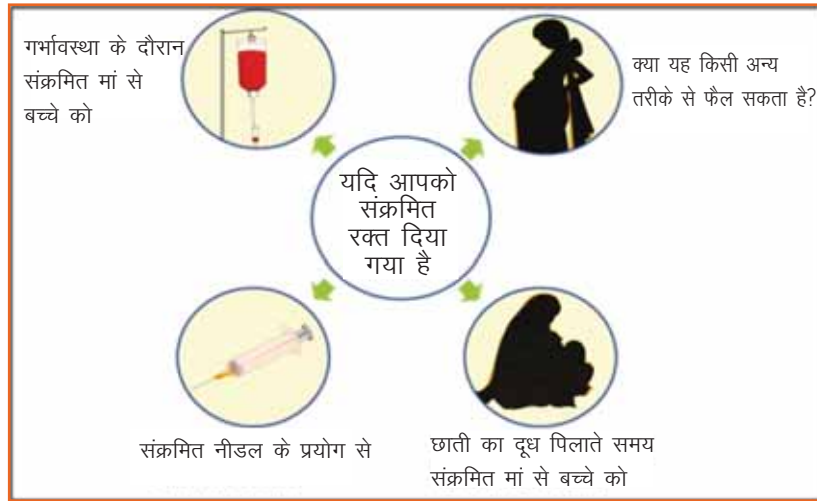 गर्भावस्था के दौरान
संक्रमित मां से
बच्चे को
क्या यह किसी अन्य
तरीके से फैल सकता है?
यदि आपको
संक्रमित
रक्त दिया
गया है
संक्रमित नीडल के प्रयोग से
छाती का दूध पिलाते समय
संक्रमित मां से बच्चे को